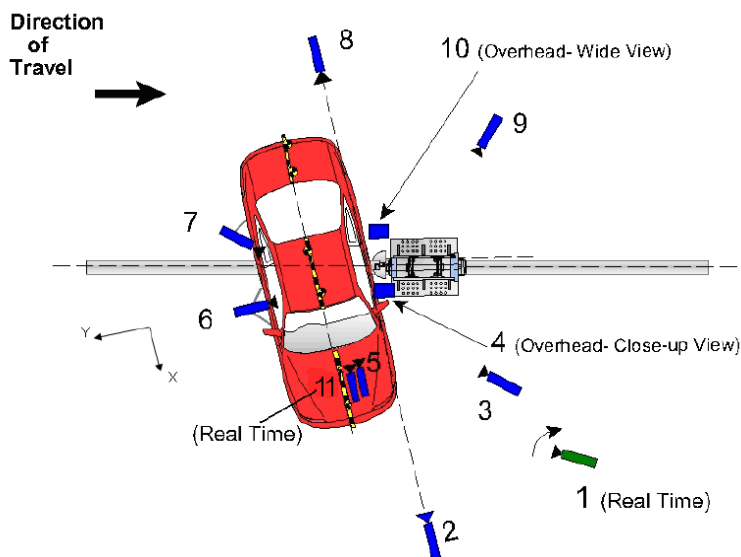 Direction
of
Travel
8
10 (Overhead- Wide View)
9
7
6
Y
X
4 (Overhead- Close-up View)
5
11
3
(Real Time)
1 (Real Time)
2